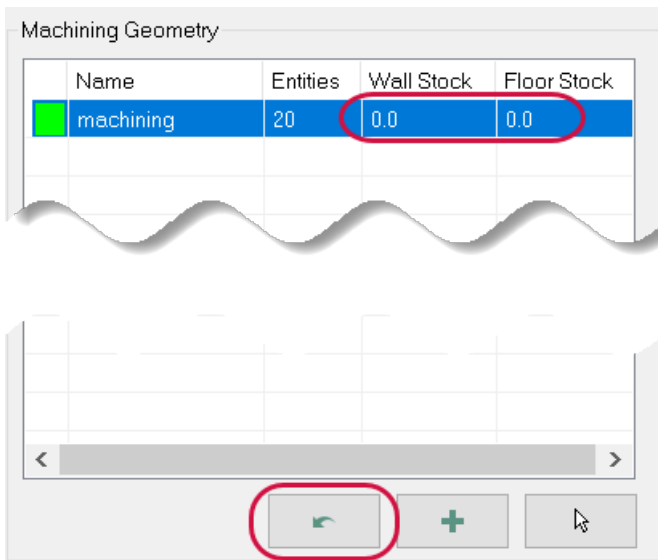 Machining Geometry
Name Entities Wall Stock Floor Stock
machining 20 0.0 0.0